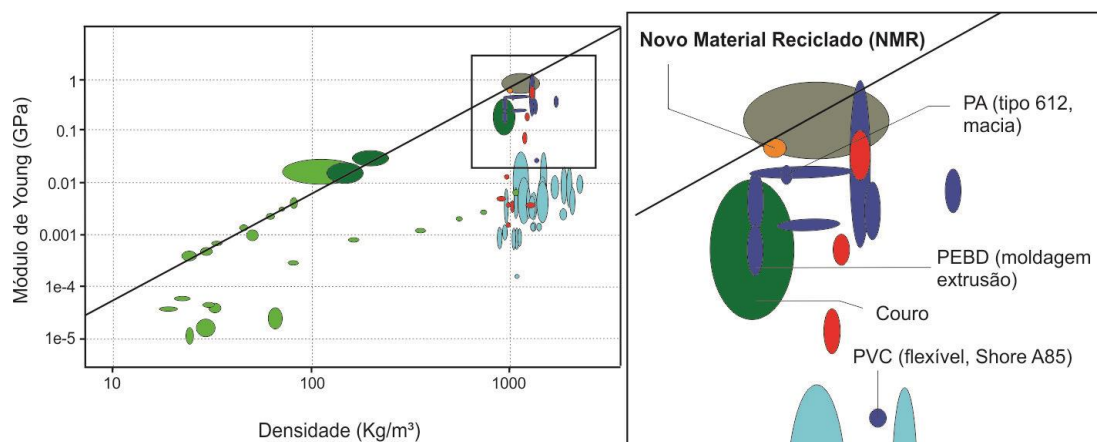 Módulo de Young (GPa)
1
0.1
0.01
0.001
1e-4
1e-5
10
100
1000
Densidade (Kg/m³)
Novo Material Reciclado (NMR)
PA (tipo 612,
macia)
PEBD (moldagem
extrusão)
Couro
PVC (flexível, Shore A85)